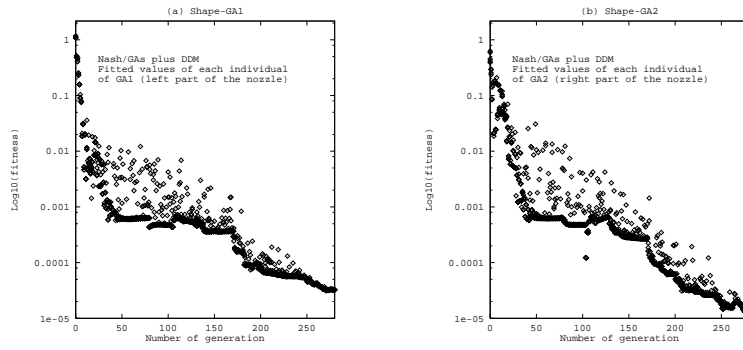 (a) Shape-GA1
1
0.1
0.01
0.001
0.0001
1e-05
Log10(fitness)
Nash/GAs plus DDM
Fitted values of each individual
of GA1 (left part of the nozzle)
0 50 100 150 200 250
Number of generation
(b) Shape-GA2
1
0.1
0.01
0.001
0.0001
1e-05
Log10(fitness)
Nash/GAs plus DDM
Fitted values of each individual
of GA2 (right part of the nozzle)
0 50 100 150 200 250
Number of generation